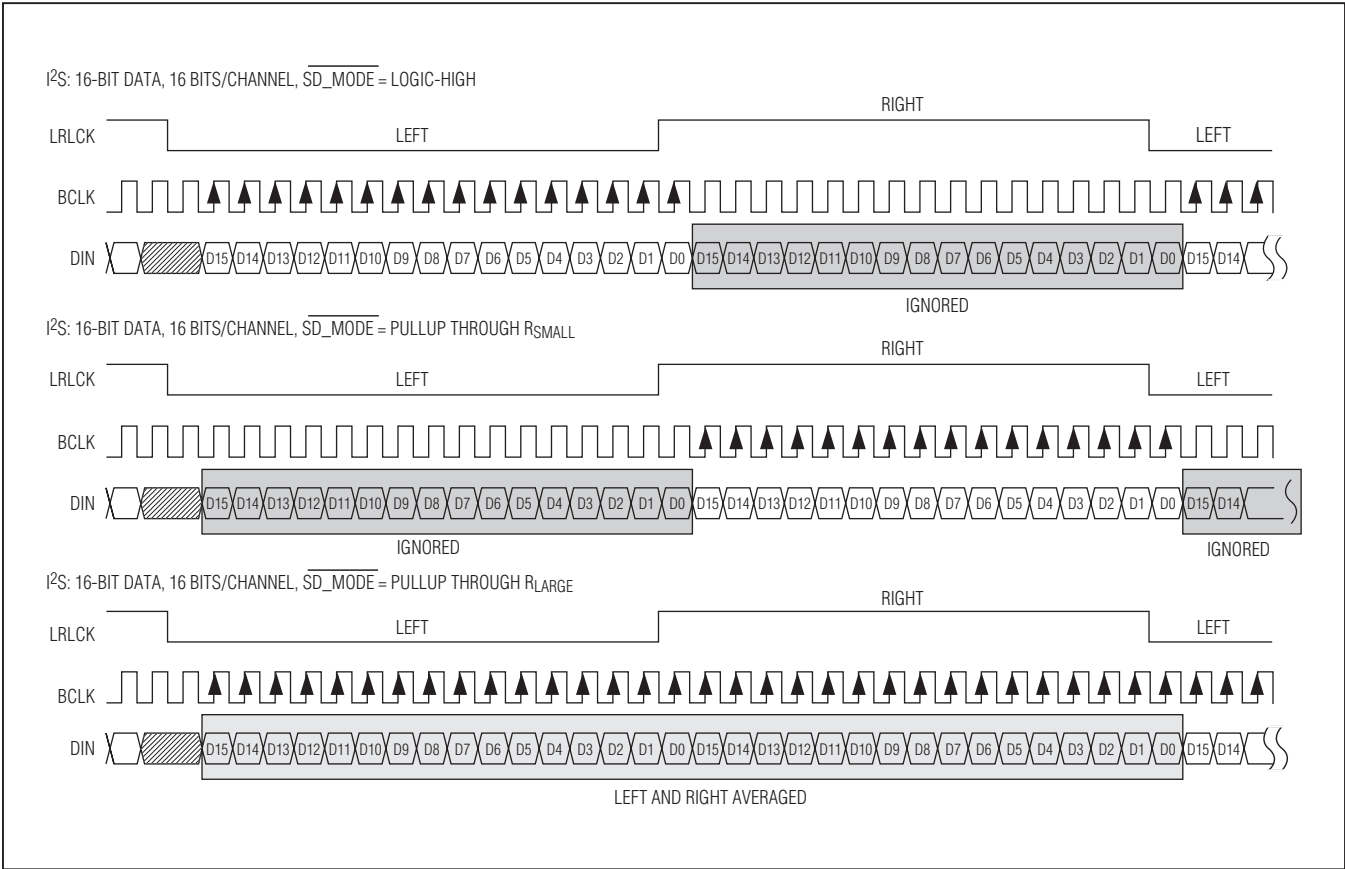 I2S: 16-BIT DATA, 16 BITS/CHANNEL, SD_MODE = LOGIC-HIGH
RIGHT
LRLCK LEFT LEFT
BCLK
DIN D15 D14 D13 D12 D11 D10 D9 D8 D7 D6 D5 D4 D3 D2 D1 D0 D15 D14 D13 D12 D11 D10 D9 D8 D7 D6 D5 D4 D3 D2 D1 D0 D15 D14
IGNORED
I2S: 16-BIT DATA, 16 BITS/CHANNEL, SD_MODE = PULLUP THROUGH RSMALL
RIGHT
LRLCK LEFT LEFT
BCLK
DIN D15 D14 D13 D12 D11 D10 D9 D8 D7 D6 D5 D4 D3 D2 D1 D0 D15 D14 D13 D12 D11 D10 D9 D8 D7 D6 D5 D4 D3 D2 D1 D0 D15 D14
IGNORED IGNORED
I2S: 16-BIT DATA, 16 BITS/CHANNEL, SD_MODE = PULLUP THROUGH RLARGE
RIGHT
LRLCK LEFT LEFT
BCLK
DIN D15 D14 D13 D12 D11 D10 D9 D8 D7 D6 D5 D4 D3 D2 D1 D0 D15 D14 D13 D12 D11 D10 D9 D8 D7 D6 D5 D4 D3 D2 D1 D0 D15 D14
LEFT AND RIGHT AVERAGED